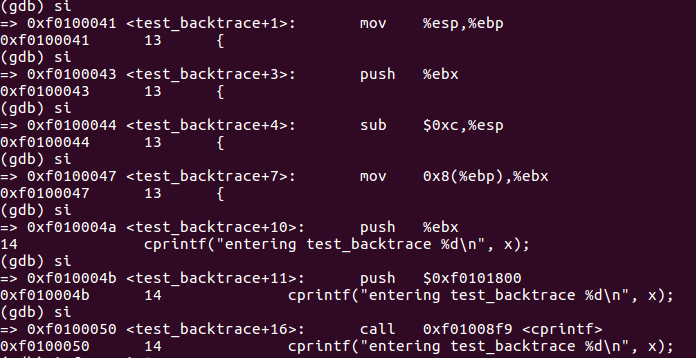 (gdb) si
=> 0xf0100041 <test_backtrace+1>: mov %esp,%ebp
0xf0100041 13 {
(gdb) si
=> 0xf0100043 <test_backtrace+3>: push %ebx
0xf0100043 13 {
(gdb) si
=> 0xf0100044 <test_backtrace+4>: sub $0xc,%esp
0xf0100044 13 {
(gdb) si
=> 0xf0100047 <test_backtrace+7>: mov 0x8(%ebp),%ebx
0xf0100047 13 {
(gdb) si
=> 0xf010004a <test_backtrace+10>: push %ebx
14 cprintf("entering test_backtrace %d\n", x);
(gdb) si
=> 0xf010004b <test_backtrace+11>: push $0xf0101800
0xf010004b 14 cprintf("entering test_backtrace %d\n", x);
(gdb) si
=> 0xf0100050 <test_backtrace+16>: call 0xf01008f9 <cprintf>
0xf0100050 14 cprintf("entering test_backtrace %d\n", x);